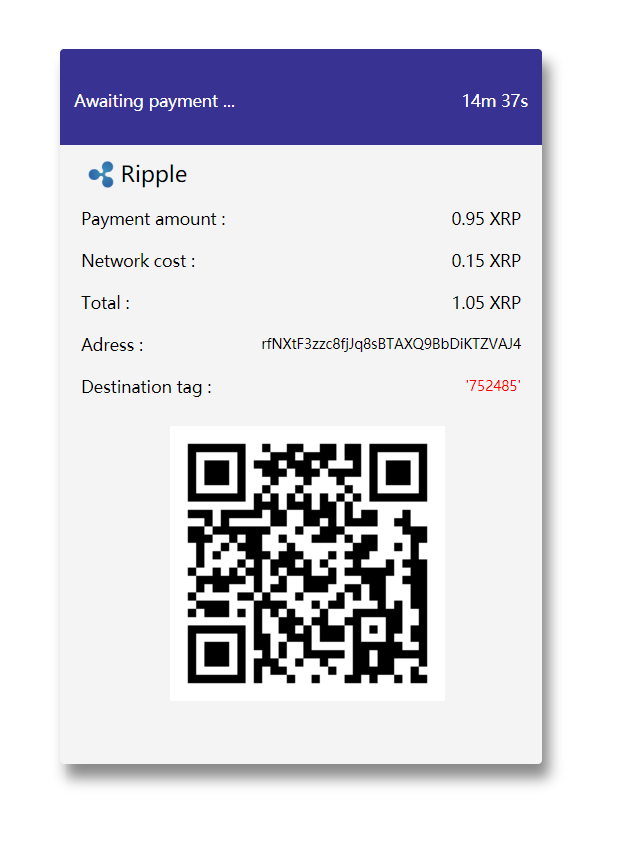 Awaiting payment ... 14m 37s
Ripple
Payment amount : 0.95 XRP
Network cost : 0.15 XRP
Total : 1.05 XRP
Adress : rfNXtF3zzc8fjJq8sBTAXQ9BbDiKTZVAJ4
Destination tag : '752485'